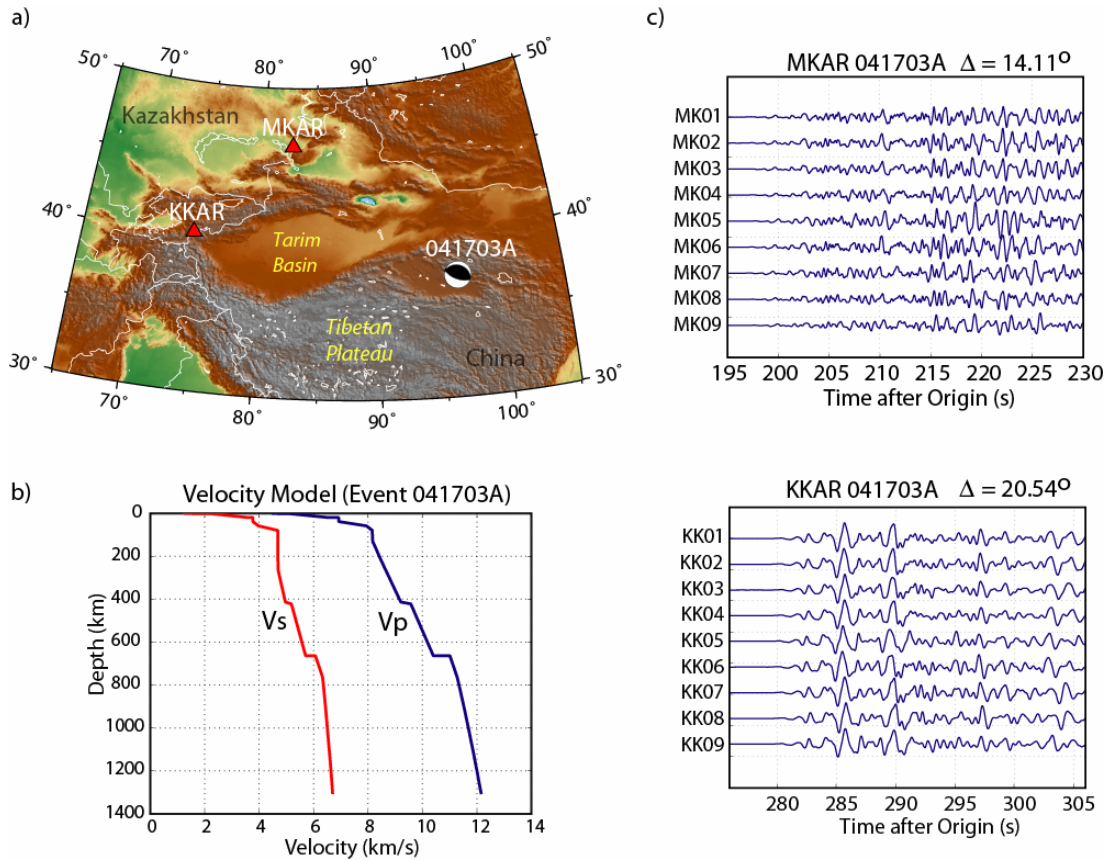 a)
70°
80°
90°
100°
50°
50°
Kazakhstan
MKAR
KKAR
40°
40°
Tarim
Basin
041703A
Tibetan
Plateau
China
30°
30°
70°
80°
90°
100°
b)
Velocity Model (Event 041703A)
0
200
400
600
800
1000
1200
1400
Depth (km)
Vs
Vp
0 2 4 6 8 10 12 14
Velocity (km/s)
c)
MKAR 041703A Δ = 14.11°
MK01
MK02
MK03
MK04
MK05
MK06
MK07
MK08
MK09
195 200 205 210 215 220 222 225 230
Time after Origin (s)
KKAR 041703A Δ = 20.54°
KK01
KK02
KK03
KK04
KK05
KK06
KK07
KK08
KK09
280 285 290 295 300 305
Time after Origin (s)